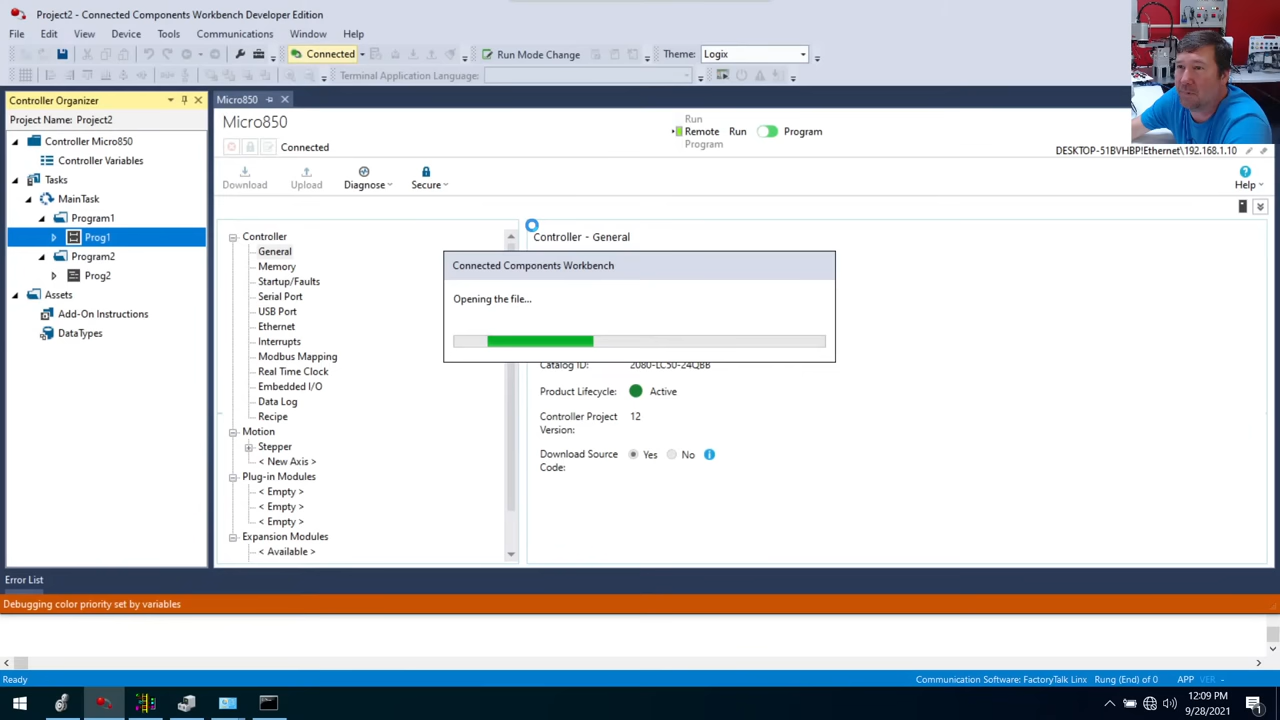 Project2 - Connected Components Workbench Developer Edition
File Edit View Device Tools Communications Window Help
Connected Run Mode Change Theme: Logix
Terminal Application Language:
Controller Organizer
Project Name: Project2
Controller Micro850
Controller Variables
Tasks
MainTask
Program1
Prog1
Program2
Prog2
Assets
Add-On Instructions
DataTypes
Micro850
Micro850
Connected
Run
Remote Run Program
Program
DESKTOP-51BVHBP!Ethernet\192.168.1.10
Download Upload Diagnose Secure Help
Controller
General
Memory
Startup/Faults
Serial Port
USB Port
Ethernet
Interrupts
Modbus Mapping
Real Time Clock
Embedded I/O
Data Log
Recipe
Motion
Stepper
< New Axis >
Plug-in Modules
< Empty >
< Empty >
< Empty >
Expansion Modules
< Available >
Controller - General
Connected Components Workbench
Opening the file...
Catalog ID: 2080-LC50-24QBB
Product Lifecycle: Active
Controller Project Version: 12
Download Source Code: Yes No
Error List
Debugging color priority set by variables
Ready Communication Software: FactoryTalk Linx Rung (End) of 0 APP VER -
12:09 PM
9/28/2021
1